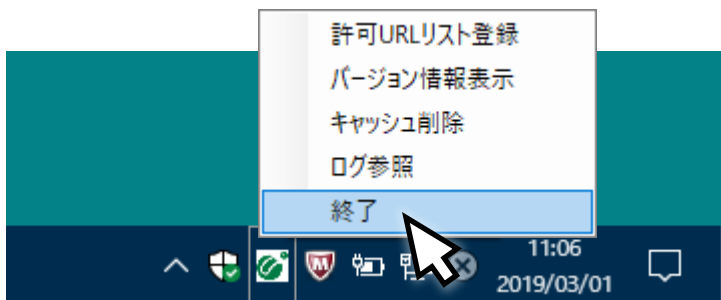 許可URLリスト登録
バージョン情報表示
キャッシュ削除
ログ参照
終了
11:06
2019/03/01